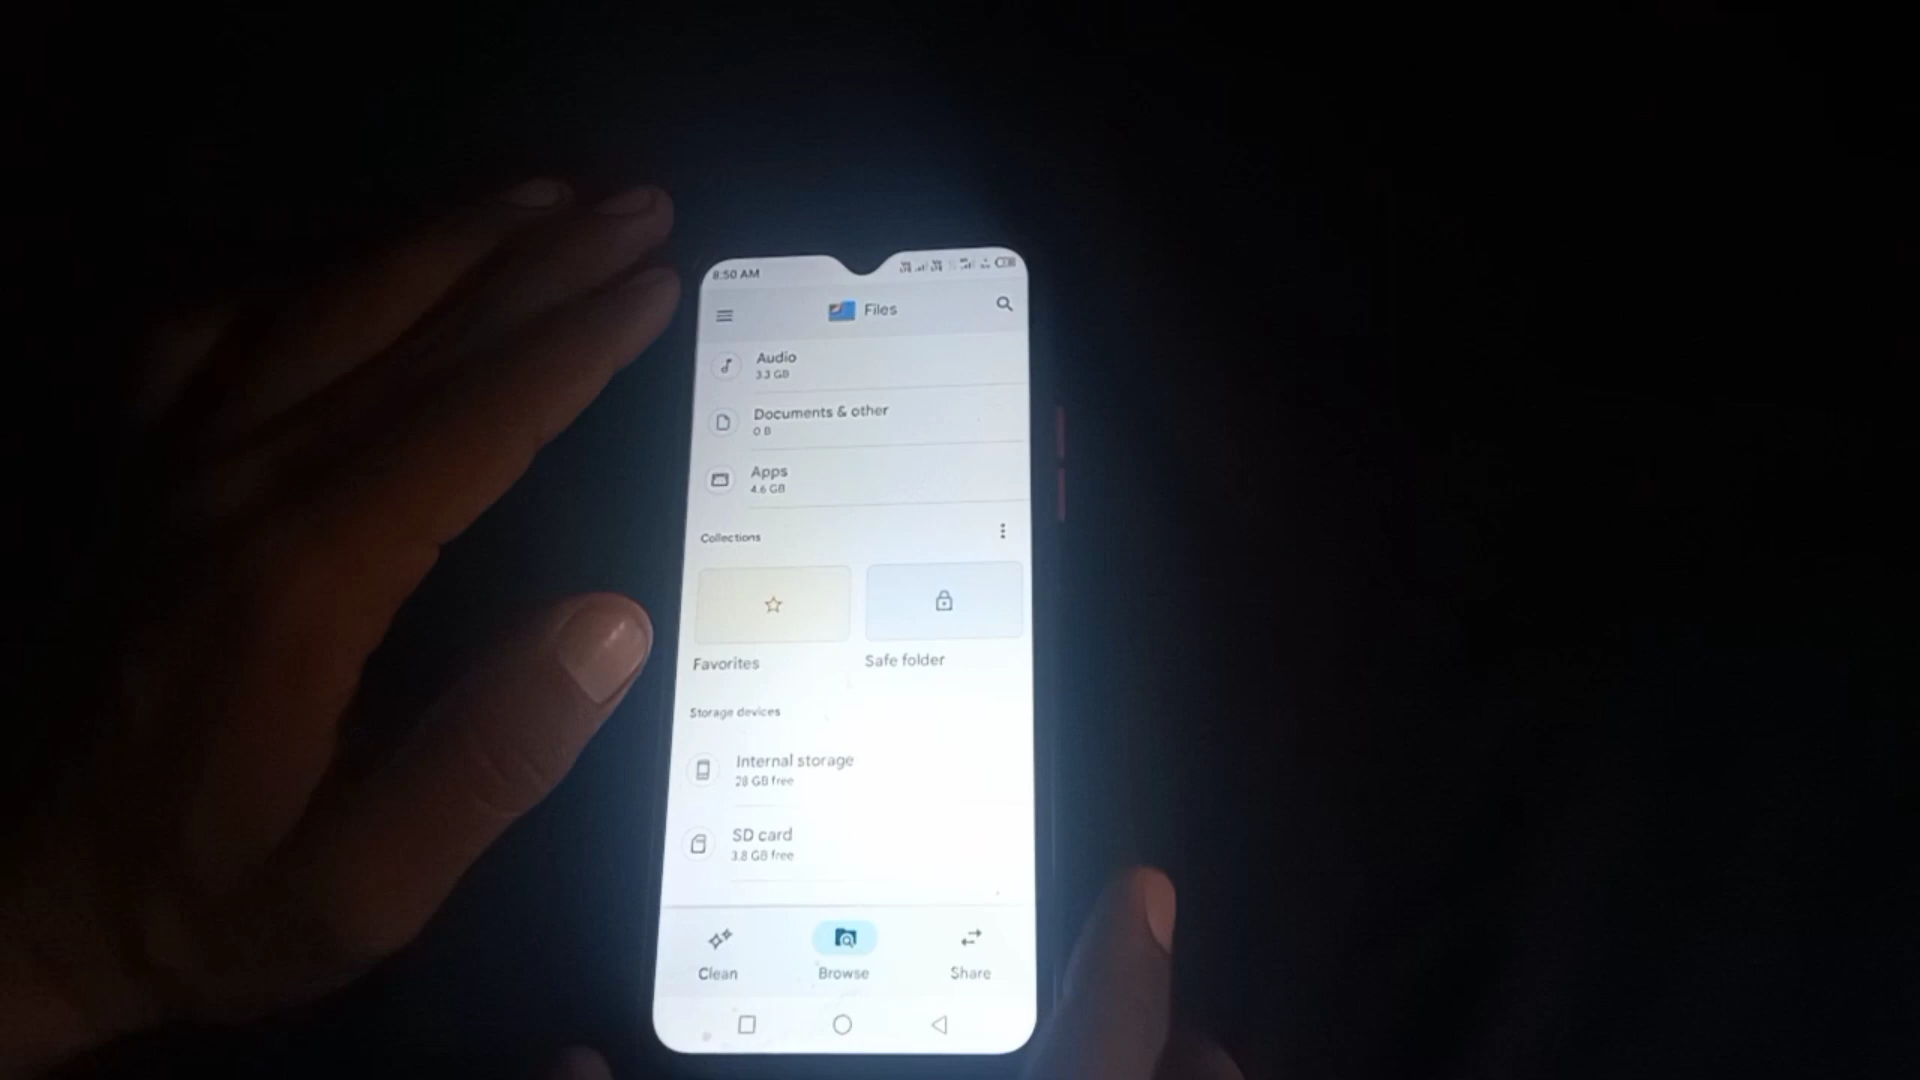 8:50 AM
Files
Audio
3.3 GB
Documents & other
0 B
Apps
4.6 GB
Collections
Favorites
Safe folder
Storage devices
Internal storage
28 GB free
SD card
3.8 GB free
Clean
Browse
Share